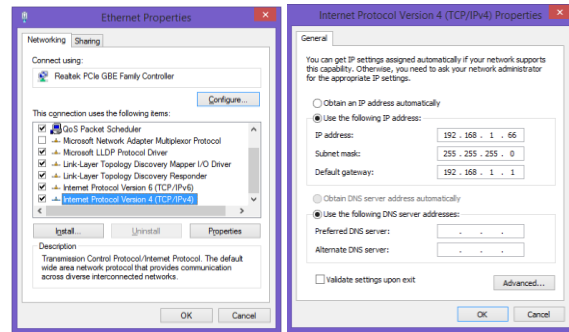 Ethernet Properties
Networking Sharing
Connect using:
Realtek PCIe GBE Family Controller
Configure...
This connection uses the following items:
QoS Packet Scheduler
Microsoft Network Adapter Multiplexor Protocol
Microsoft LLDP Protocol Driver
Link-Layer Topology Discovery Mapper I/O Driver
Link-Layer Topology Discovery Responder
Internet Protocol Version 6 (TCP/IPv6)
Internet Protocol Version 4 (TCP/IPv4)
Install... Uninstall Properties
Description
Transmission Control Protocol/Internet Protocol. The default
wide area network protocol that provides communication
across diverse interconnected networks.
OK Cancel
Internet Protocol Version 4 (TCP/IPv4) Properties
General
You can get IP settings assigned automatically if your network supports
this capability. Otherwise, you need to ask your network administrator
for the appropriate IP settings.
Obtain an IP address automatically
Use the following IP address:
IP address: 192 . 168 . 1 . 66
Subnet mask: 255 . 255 . 255 . 0
Default gateway: 192 . 168 . 1 . 1
Obtain DNS server address automatically
Use the following DNS server addresses:
Preferred DNS server: . . .
Alternate DNS server: . . .
Validate settings upon exit
Advanced...
OK Cancel